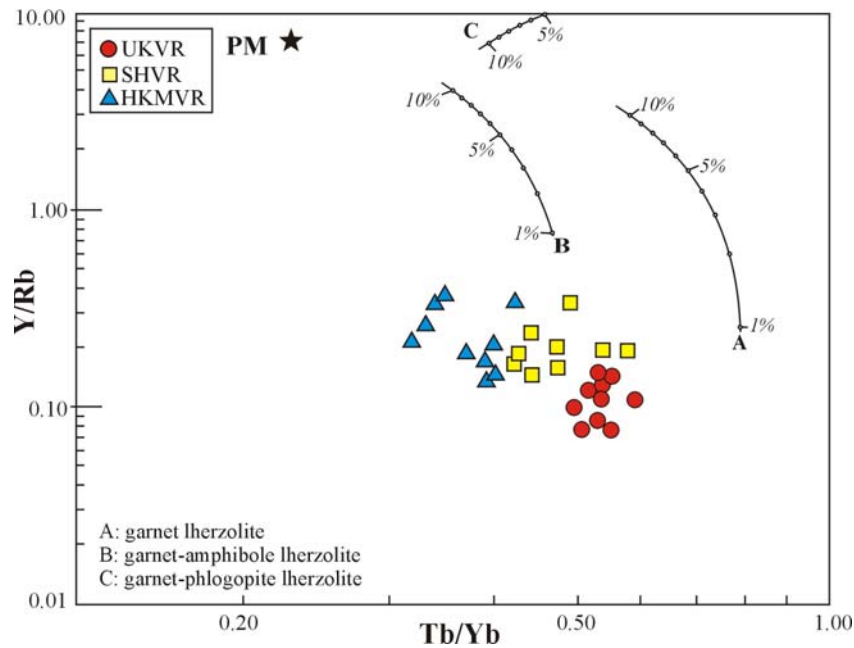 10.00
1.00
0.10
0.01
Y/Rb
UKVR
SHVR
HKMVR
PM
C
10%
5%
10%
5%
1%
B
10%
5%
1%
A
A: garnet lherzolite
B: garnet-amphibole lherzolite
C: garnet-phlogopite lherzolite
0.20
0.50
1.00
Tb/Yb